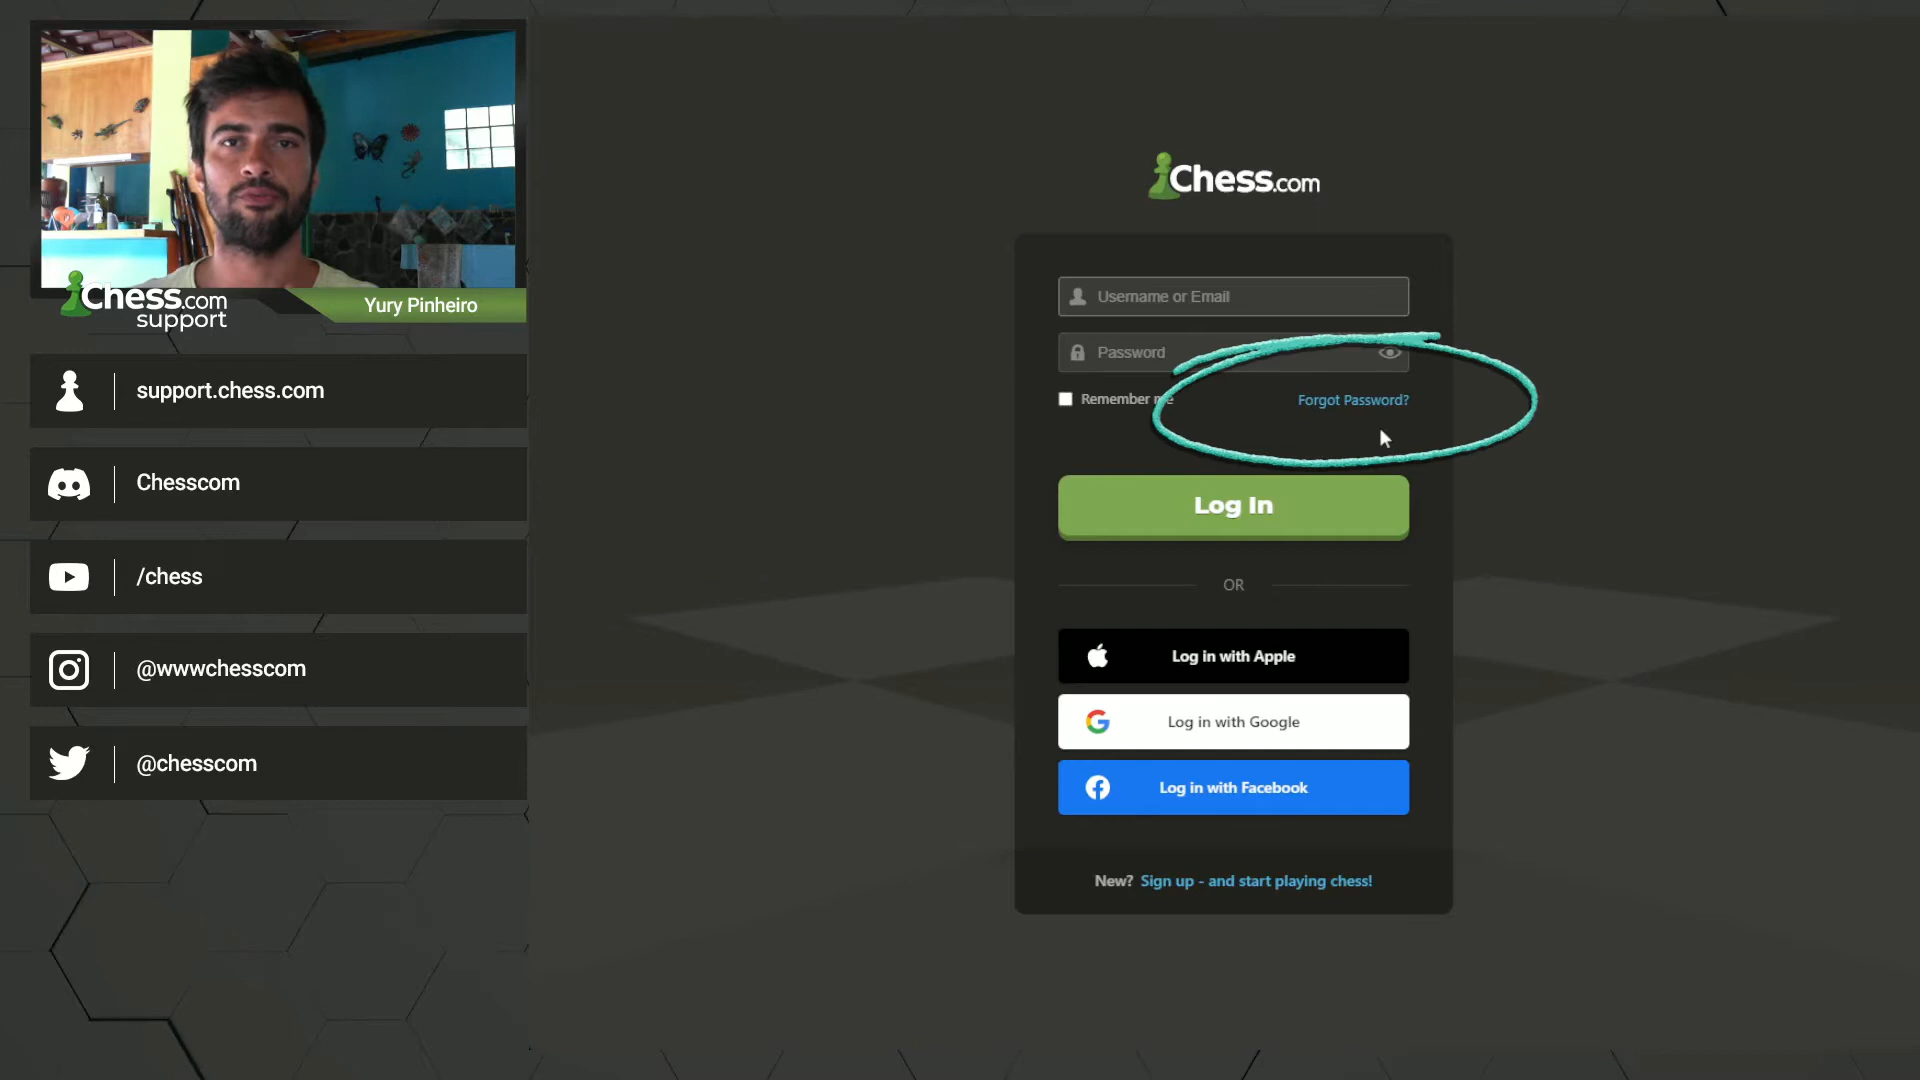 Chess.com
support
Yury Pinheiro
support.chess.com
Chesscom
/chess
@wwwchesscom
@chesscom
Chess.com
Username or Email
Password
Remember me
Forgot Password?
Log In
OR
Log in with Apple
Log in with Google
Log in with Facebook
New? Sign up - and start playing chess!